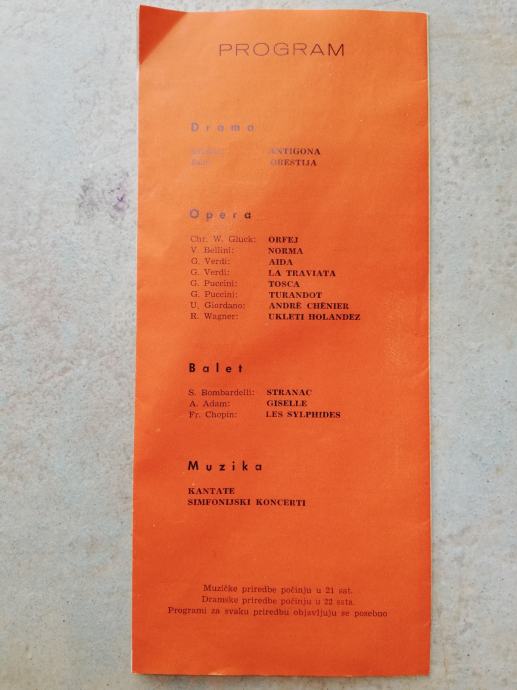 PROGRAM
Drama
ANTIGONA
ORESTIJA
Opera
Chr. W. Gluck: ORFEJ
V. Bellini: NORMA
G. Verdi: AIDA
G. Verdi: LA TRAVIATA
G. Puccini: TOSCA
G. Puccini: TURANDOT
U. Giordano: ANDRÉ CHÉNIER
R. Wagner: UKLETI HOLANDEZ
Balet
S. Bombardelli: STRANAC
A. Adam: GISELLE
Fr. Chopin: LES SYLPHIDES
Muzika
KANTATE
SIMFONIJSKI KONCERTI
Muzičke priredbe počinju u 21 sat.
Dramske priredbe počinju u 22 sata.
Programi za svaku priredbu objavljuju se posebno